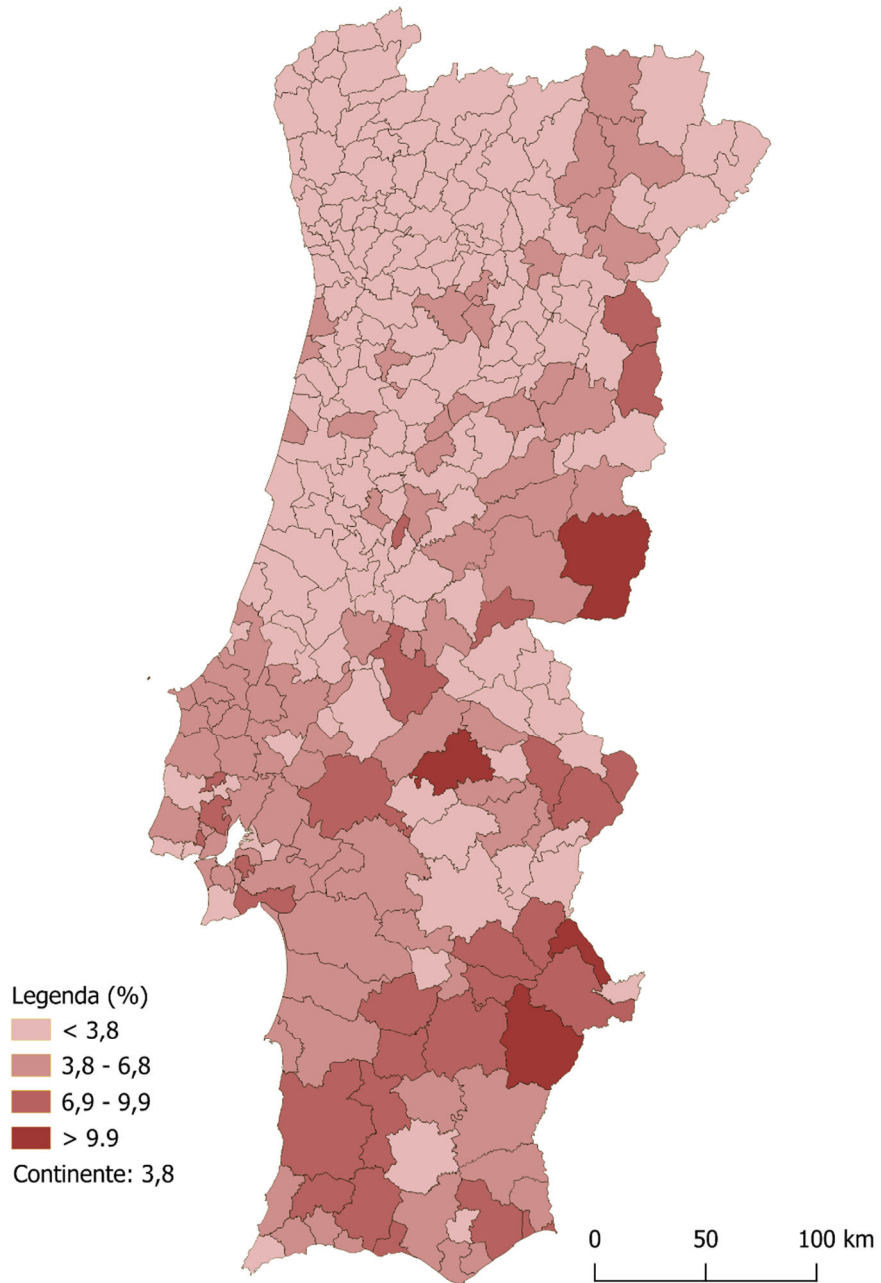 Legenda (%)
< 3,8
3,8 - 6,8
6,9 - 9,9
> 9.9
Continente: 3,8
0 50 100 km